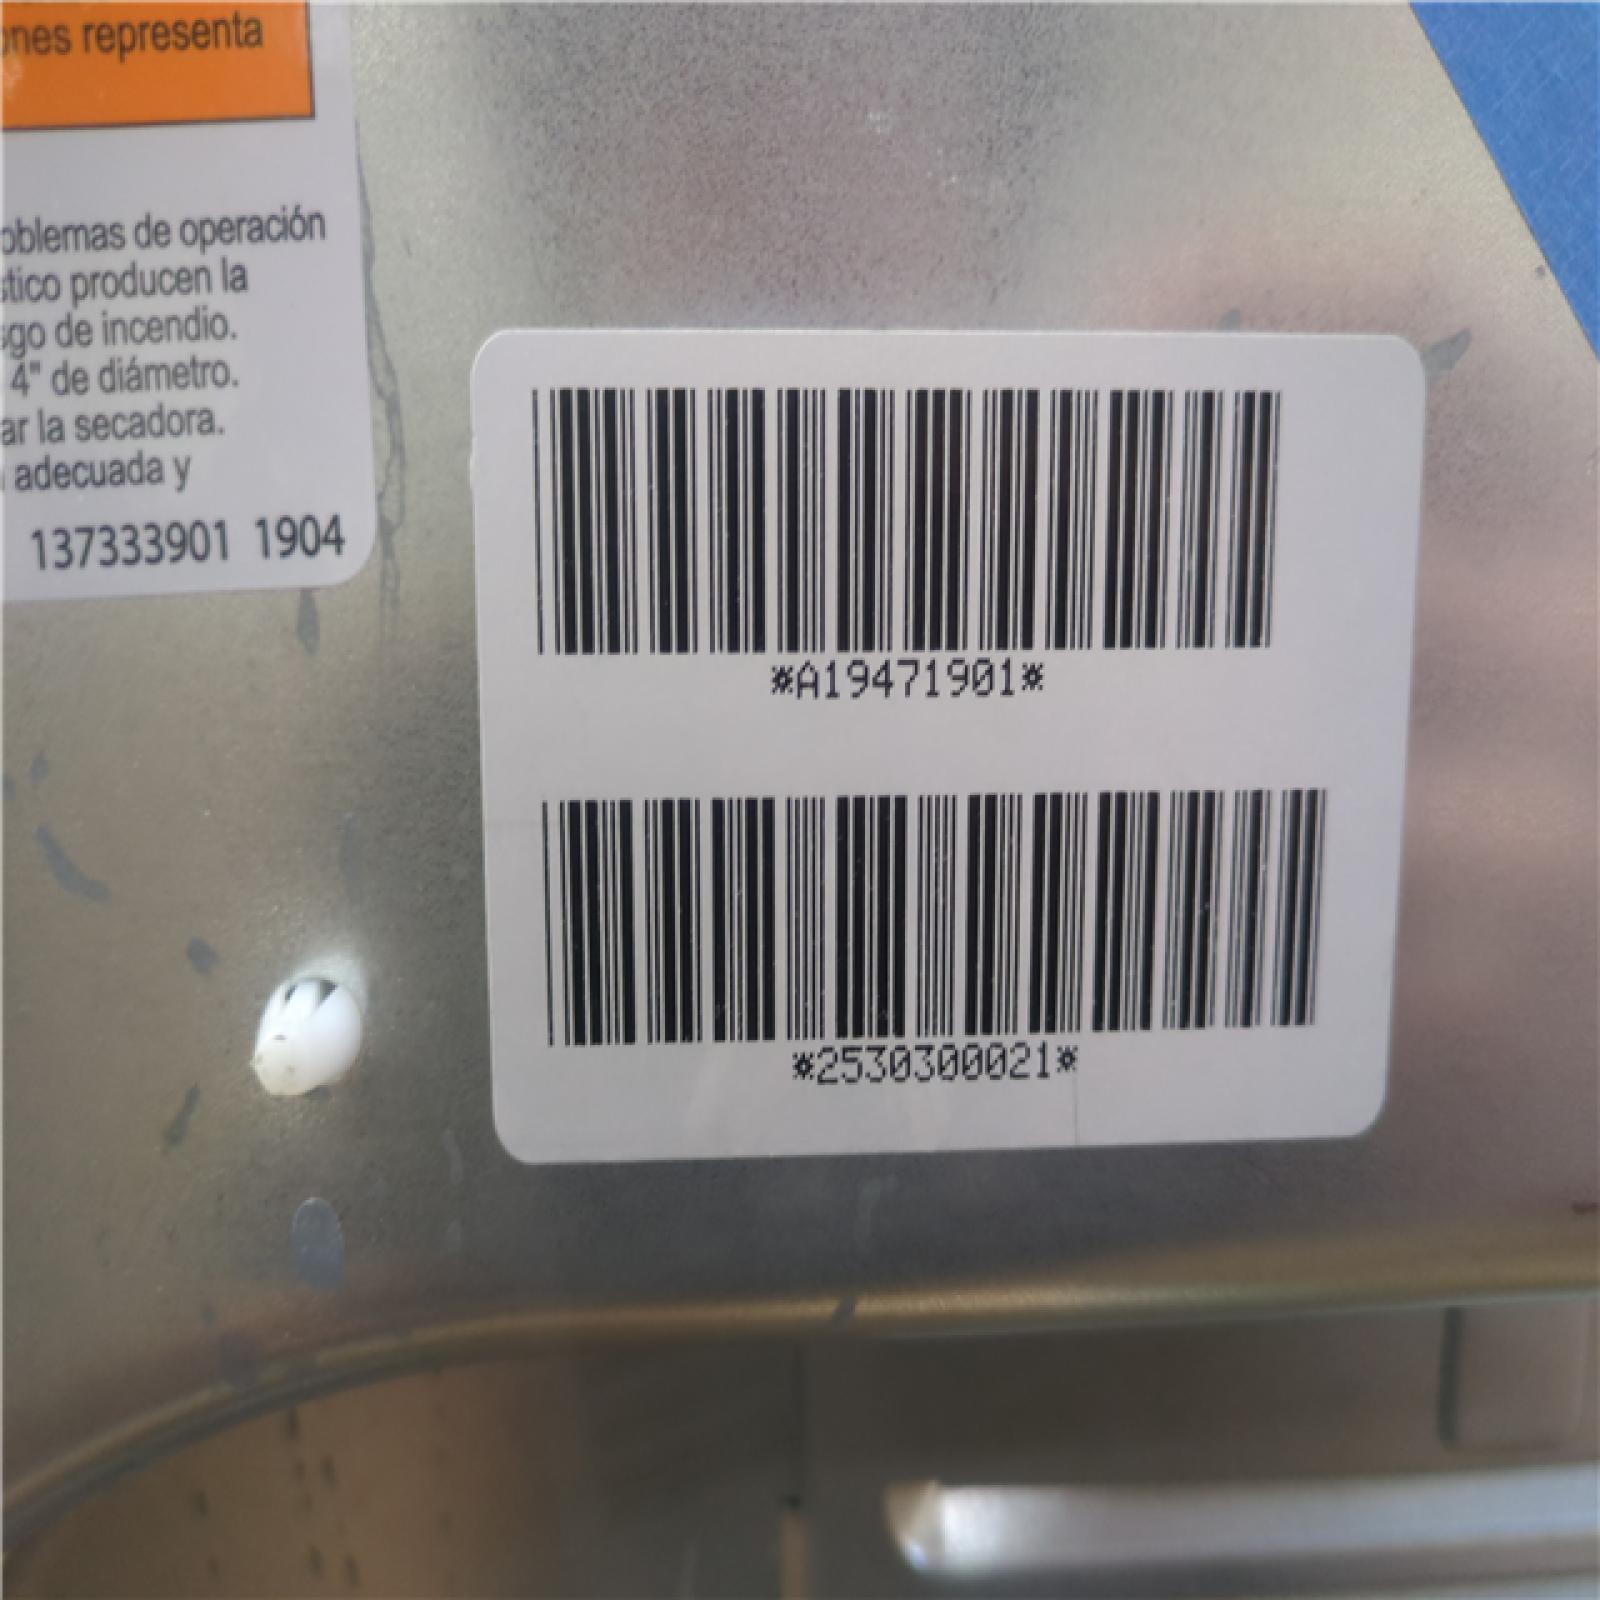 ones representa
oblemas de operación
stico producen la
sgo de incendio.
4" de diámetro.
ar la secadora.
adecuada y
137333901 1904
*A19471901*
*2530300021*